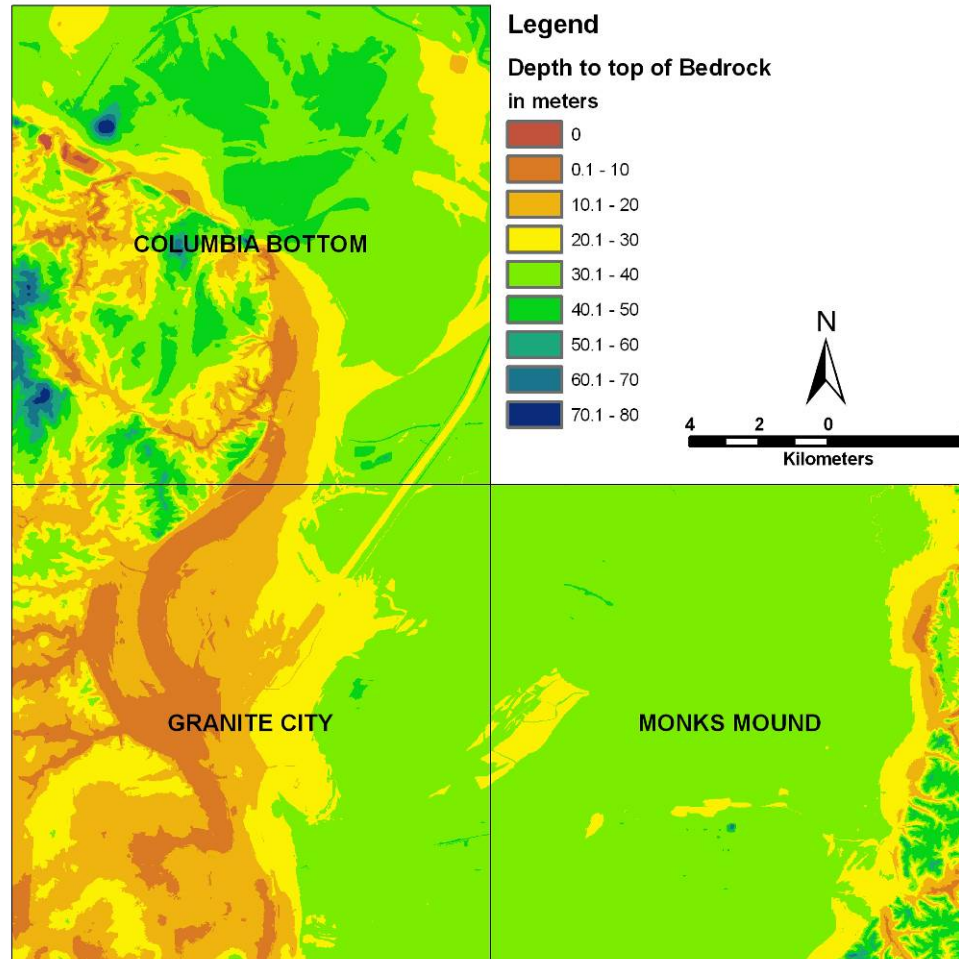 Legend
Depth to top of Bedrock
in meters
0
0.1 - 10
10.1 - 20
20.1 - 30
30.1 - 40
40.1 - 50
50.1 - 60
60.1 - 70
70.1 - 80
N
4 2 0
Kilometers
COLUMBIA BOTTOM
GRANITE CITY
MONKS MOUND